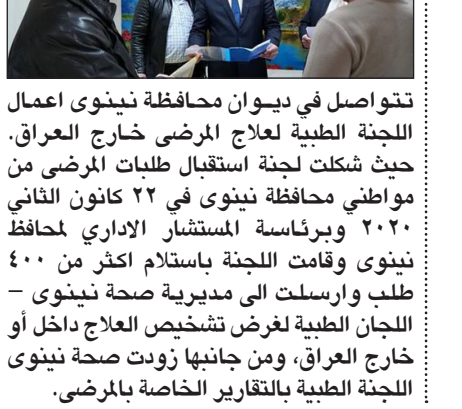 تتواصل في ديوان محافظة نينوى اعمال
اللجنة الطبية لعلاج المرضى خارج العراق.
حيث شكلت لجنة استقبال طلبات المرضى من
مواطني محافظة نينوى في ٢٢ كانون الثاني
٢٠٢٠ وبرئاسة المستشار الاداري لمحافظ
نينوى وقامت اللجنة باستلام اكثر من ٤٠٠
طلب وارسلت الى مديرية صحة نينوى –
اللجان الطبية لغرض تشخيص العلاج داخل أو
خارج العراق، ومن جانبها زودت صحة نينوى
اللجنة الطبية بالتقارير الخاصة بالمرضى.